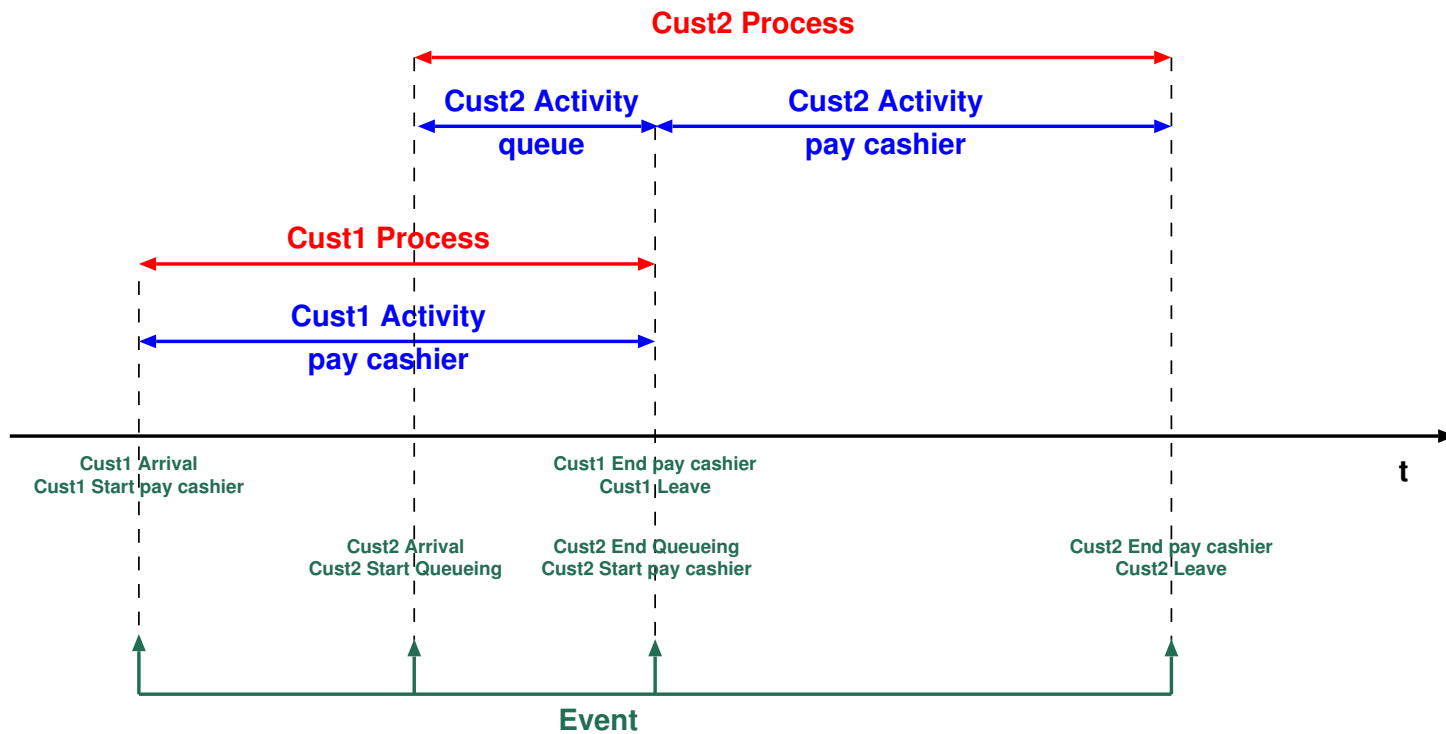 Cust2 Process
Cust2 Activity
queue
Cust2 Activity
pay cashier
Cust1 Process
Cust1 Activity
pay cashier
t
Cust1 Arrival
Cust1 Start pay cashier
Cust1 End pay cashier
Cust1 Leave
Cust2 Arrival
Cust2 Start Queueing
Cust2 End Queueing
Cust2 Start pay cashier
Cust2 End pay cashier
Cust2 Leave
Event